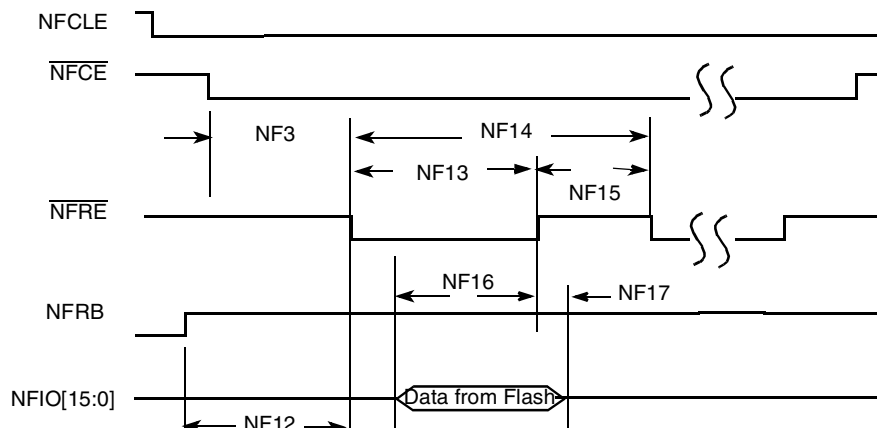 NFCLE
NFCE
NF3
NF14
NF13
NF15
NFRE
NF16
NF17
NFRB
NFIO[15:0]
Data from Flash
NF12